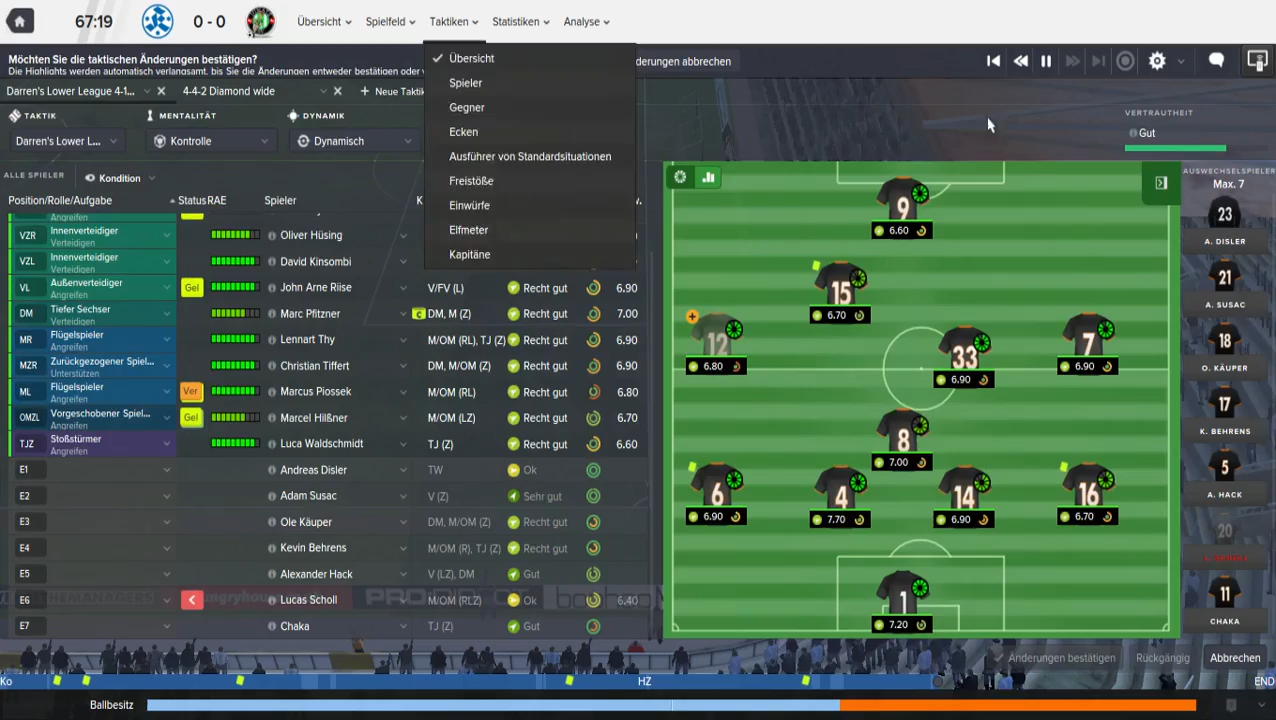 67:19
0 - 0
Übersicht
Spielfeld
Taktiken
Statistiken
Analyse
Möchten Sie die taktischen Änderungen bestätigen?
Die Highlights werden automatisch verlangsamt, bis Sie die Änderungen entweder bestätigen oder
derungen abbrechen
Darren's Lower League 4-1...
4-4-2 Diamond wide
Neue Taktik
Übersicht
Spieler
Gegner
Ecken
Ausführer von Standardsituationen
Freistöße
Einwürfe
Elfmeter
Kapitäne
TAKTIK
MENTALITÄT
DYNAMIK
Darren's Lower L...
Kontrolle
Dynamisch
VERTRAUTHEIT
Gut
ALLE SPIELER
Kondition
Position/Rolle/Aufgabe
Status
RAE
Spieler
Angreifen
VZR Innenverteidiger Oliver Hüsing
Verteidigen
VZL Innenverteidiger David Kinsombi
Verteidigen
VL Außenverteidiger Gel John Arne Riise V/FV (L) Recht gut 6.90
Angreifen
DM Tiefer Sechser Marc Pfitzner C DM, M (Z) Recht gut 7.00
Verteidigen
MR Flügelspieler Lennart Thy M/OM (RL), TJ (Z) Recht gut 6.90
Angreifen
MZR Zurückgezogener Spiel... Christian Tiffert DM, M/OM (Z) Recht gut 6.90
Unterstützen
ML Flügelspieler Ver Marcus Piossek M/OM (RL) Recht gut 6.80
Angreifen
OMZL Vorgeschobener Spiel... Gel Marcel Hilßner M/OM (LZ) Recht gut 6.70
Angreifen
TJZ Stoßstürmer Luca Waldschmidt TJ (Z) Recht gut 6.60
Angreifen
E1 Andreas Disler TW Ok
E2 Adam Susac V (Z) Sehr gut
E3 Ole Käuper DM, M/OM (Z) Recht gut
E4 Kevin Behrens M/OM (R), TJ (Z) Recht gut
E5 Alexander Hack V (LZ), DM Gut
E6 Lucas Scholl M/OM (RLZ) Ok 6.40
E7 Chaka TJ (Z) Gut
9
6.60
15
6.70
12
6.80
33
6.90
7
6.90
8
7.00
6
6.90
4
7.70
14
6.90
16
6.70
1
7.20
AUSWECHSELSPIELER
Max. 7
23
A. DISLER
21
A. SUSAC
18
O. KÄUPER
17
K. BEHRENS
5
A. HACK
20
11
CHAKA
Änderungen bestätigen
Rückgängig
Abbrechen
Ko
HZ
END
Ballbesitz